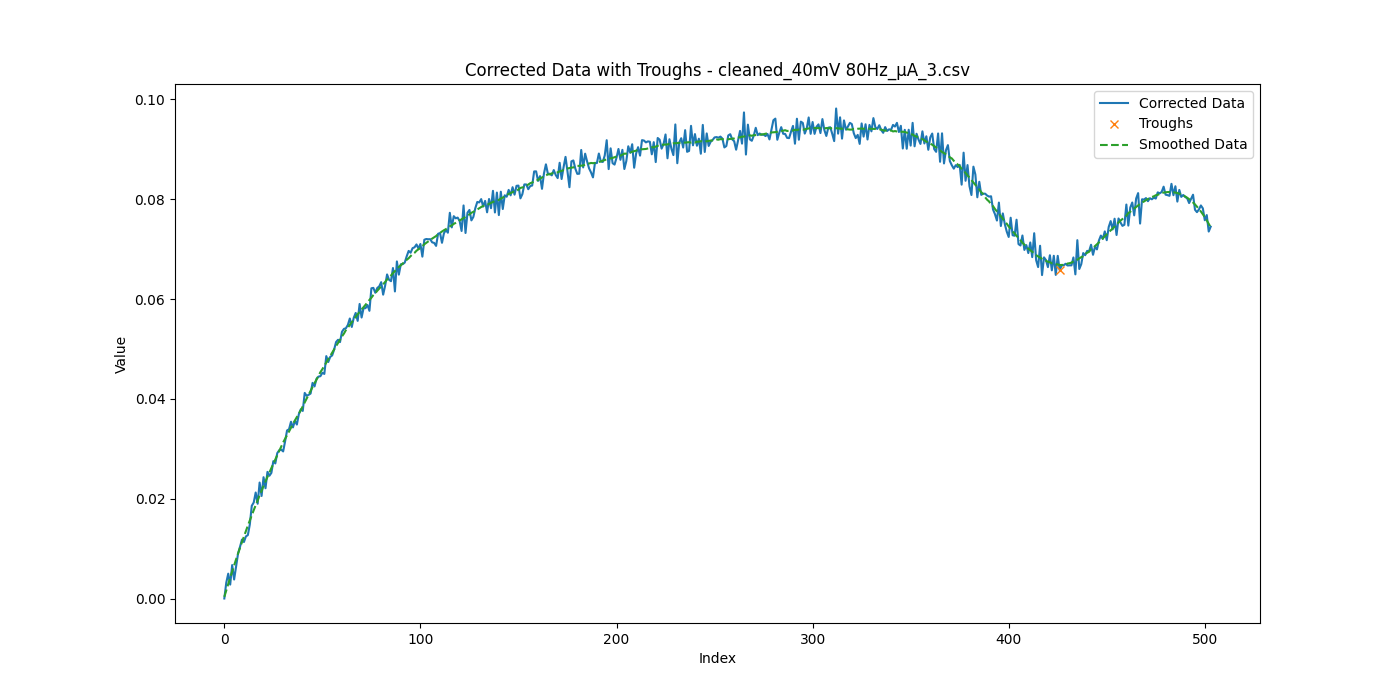 Corrected Data with Troughs - cleaned_40mV 80Hz_μA_3.csv
Corrected Data
Troughs
Smoothed Data
Value
0.10
0.08
0.06
0.04
0.02
0.00
0 100 200 300 400 500
Index